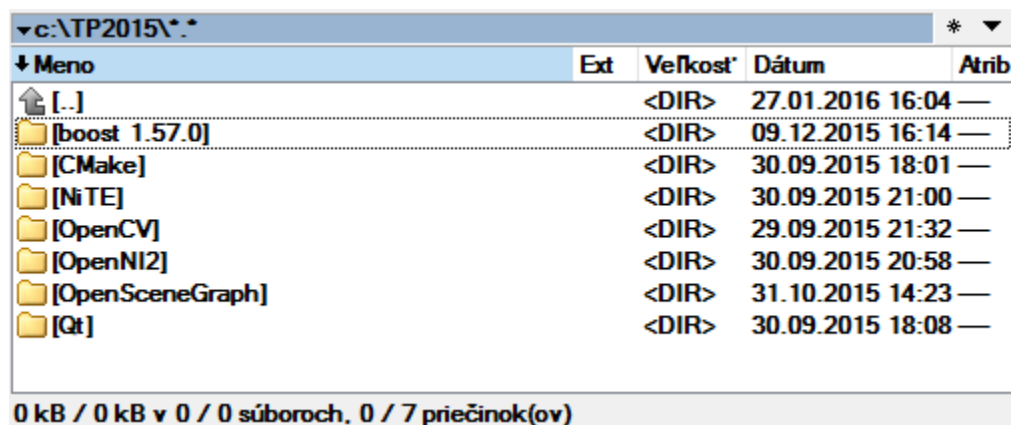 c:\TP2015\*.*
Meno Ext Veľkosť Dátum Atrib
[..] <DIR> 27.01.2016 16:04 —
[boost 1.57.0] <DIR> 09.12.2015 16:14 —
[CMake] <DIR> 30.09.2015 18:01 —
[NiTE] <DIR> 30.09.2015 21:00 —
[OpenCV] <DIR> 29.09.2015 21:32 —
[OpenNI2] <DIR> 30.09.2015 20:58 —
[OpenSceneGraph] <DIR> 31.10.2015 14:23 —
[Qt] <DIR> 30.09.2015 18:08 —
0 kB / 0 kB v 0 / 0 súboroch, 0 / 7 priečinok(ov)